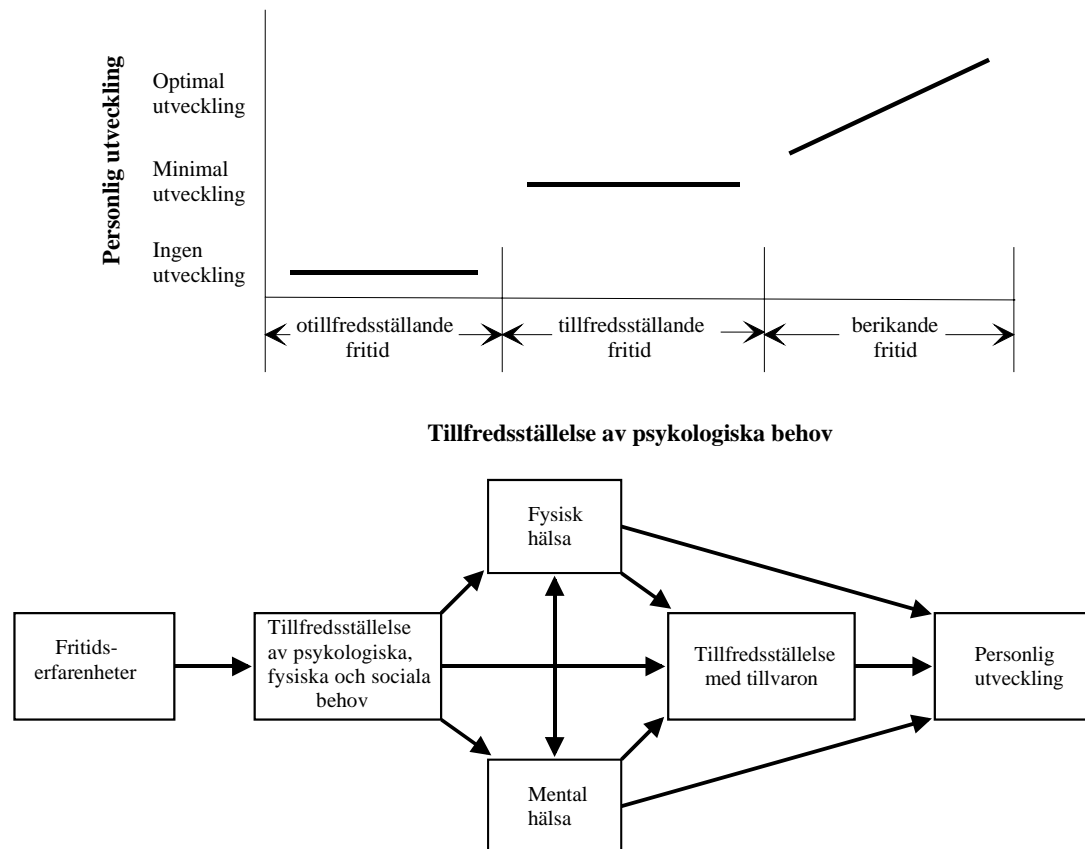 Personlig utveckling
Optimal
utveckling
Minimal
utveckling
Ingen
utveckling
otillfredsställande
fritid
tillfredsställande
fritid
berikande
fritid
Tillfredsställelse av psykologiska behov
Fysisk
hälsa
Fritids-
erfarenheter
Tillfredsställelse
av psykologiska,
fysiska och sociala
behov
Tillfredsställelse
med tillvaron
Personlig
utveckling
Mental
hälsa